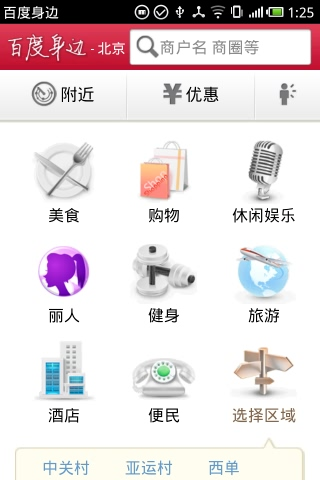 百度身边 1:25
百度身边 - 北京 商户名 商圈等
附近 ¥优惠
Shop
美食 购物 休闲娱乐
丽人 健身 旅游
酒店 便民 选择区域
中关村 亚运村 西单